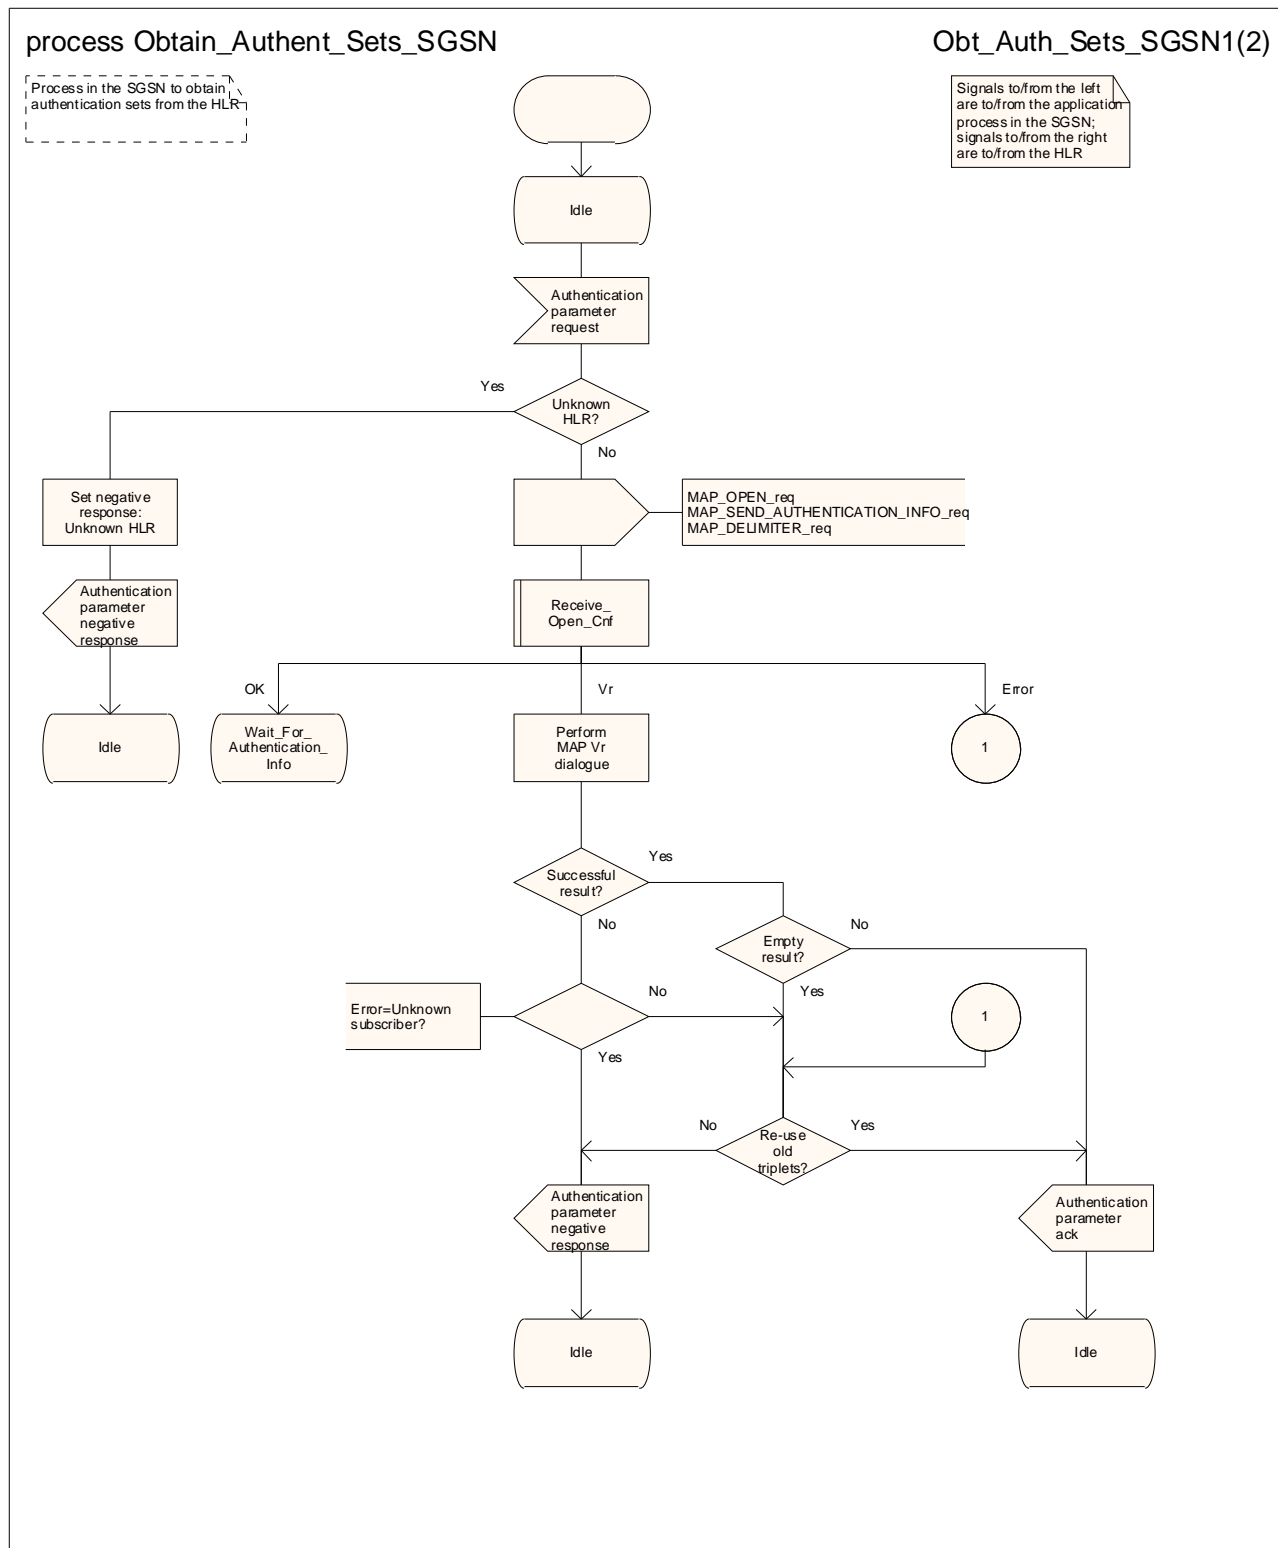 process Obtain_Authent_Sets_SGSN
Obt_Auth_Sets_SGSN1(2)
Process in the SGSN to obtain
authentication sets from the HLR
Signals to/from the left
are to/from the application
process in the SGSN;
signals to/from the right
are to/from the HLR
Idle
Authentication
parameter
request
Yes
Unknown
HLR?
No
Set negative
response:
Unknown HLR
MAP_OPEN_req
MAP_SEND_AUTHENTICATION_INFO_req
MAP_DELIMITER_req
Authentication
parameter
negative
response
Receive_
Open_Cnf
OK
Vr
Error
Idle
Wait_For_
Authentication_
Info
Perform
MAP Vr
dialogue
1
Successful
result?
Yes
No
Empty
result?
No
Yes
Error=Unknown
subscriber?
No
Yes
1
No
Re-use
old
triplets?
Yes
Authentication
parameter
negative
response
Authentication
parameter
ack
Idle
Idle